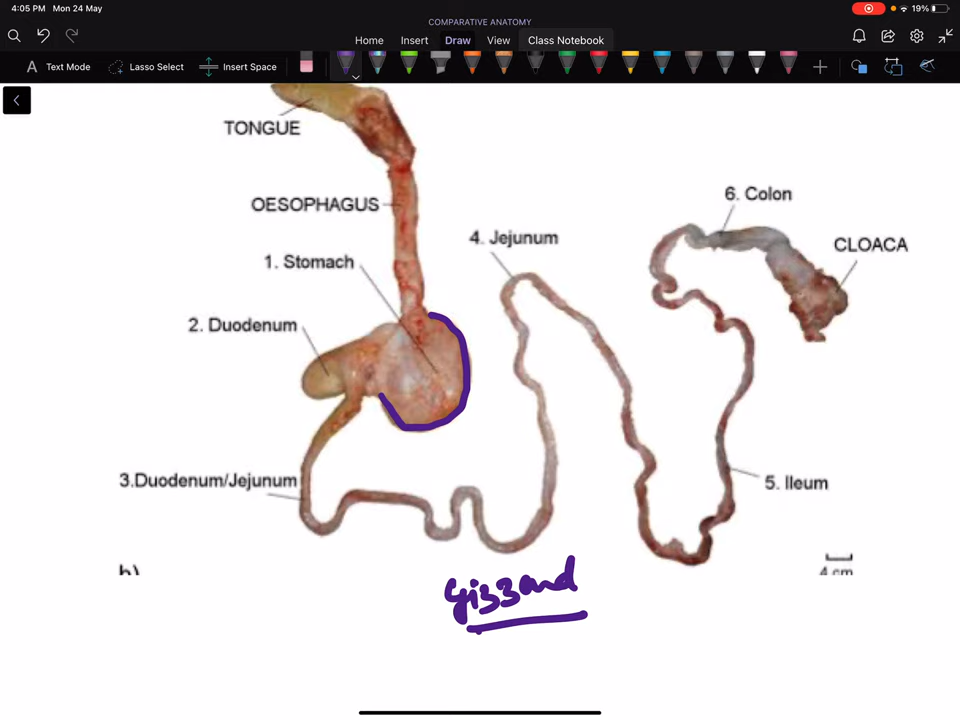 4:05 PM Mon 24 May
19%
COMPARATIVE ANATOMY
Home Insert Draw View Class Notebook
A Text Mode Lasso Select Insert Space
TONGUE
OESOPHAGUS
1. Stomach
2. Duodenum
3.Duodenum/Jejunum
4. Jejunum
5. Ileum
6. Colon
CLOACA
b)
4 cm
Gizzard